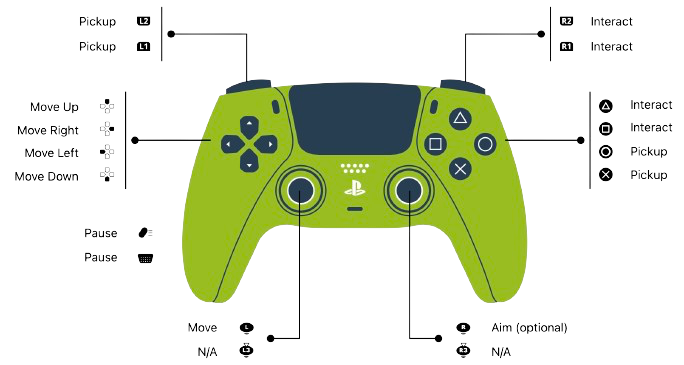 Pickup L2
Pickup L1
R2 Interact
R1 Interact
Move Up
Move Right
Move Left
Move Down
Interact
Interact
Pickup
Pickup
Pause
Pause
Move L
N/A L3
R Aim (optional)
R3 N/A